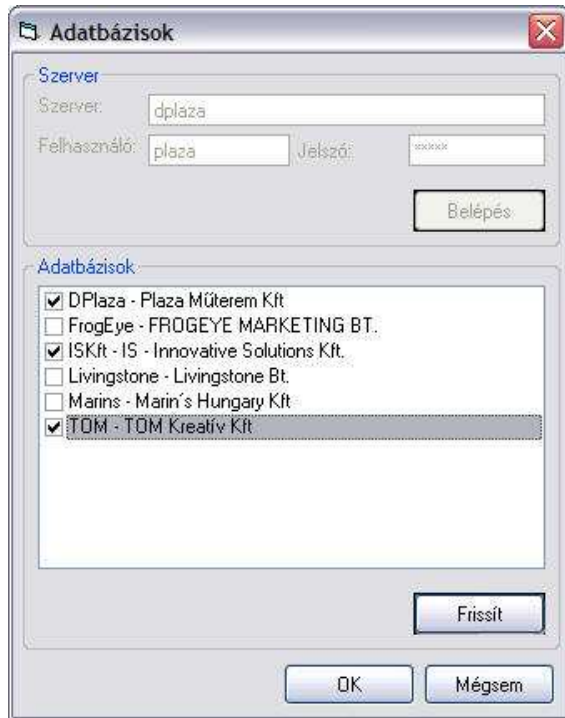 Adatbázisok
Szerver
Szerver: dplaza
Felhasználó: plaza Jelszó: *****
Belépés
Adatbázisok
DPlaza - Plaza Műterem Kft
FrogEye - FROGEYE MARKETING BT.
ISKft - IS - Innovative Solutions Kft.
Livingstone - Livingstone Bt.
Marins - Marin´s Hungary Kft
TOM - TOM Kreatív Kft
Frissít
OK Mégsem